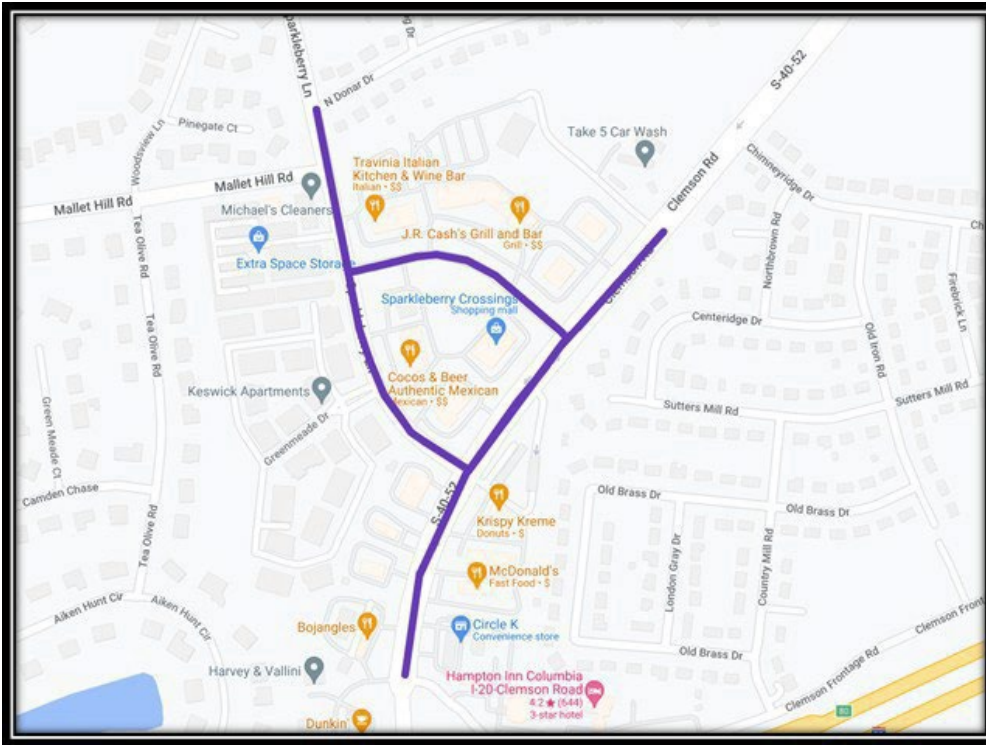 Sparkleberry Ln
N Donar Dr
Pinegate Ct
Woodsview Ln
Take 5 Car Wash
S-40-52
Clemson Rd
Chimneyridge Dr
Travinia Italian
Kitchen & Wine Bar
Italian • $$
Mallet Hill Rd
Mallet Hill Rd
Michael's Cleaners
J.R. Cash's Grill and Bar
Grill • $$
Extra Space Storage
Tea Olive Rd
Northbrown Rd
Firebrick Ln
Sparkleberry Crossings
Shopping mall
Centeridge Dr
Old Iron Rd
Tea Olive Rd
Cocos & Beer
Authentic Mexican
Mexican • $$
Keswick Apartments
Sutters Mill Rd
Sutters Mill Rd
Greenmeade Dr
Green Meade Ct
Camden Chase
S-40-52
Krispy Kreme
Donuts • $
Old Brass Dr
Old Brass Dr
Tea Olive Rd
McDonald's
Fast Food • $
London Gray Dr
Country Mill Rd
Aiken Hunt Cir
Aiken Hunt Cir
Bojangles
Circle K
Convenience store
Clemson Front
Old Brass Dr
Harvey & Vallini
Hampton Inn Columbia
I-20-Clemson Road
4.2 ★ (644)
3-star hotel
Clemson Frontage Rd
Dunkin'
80